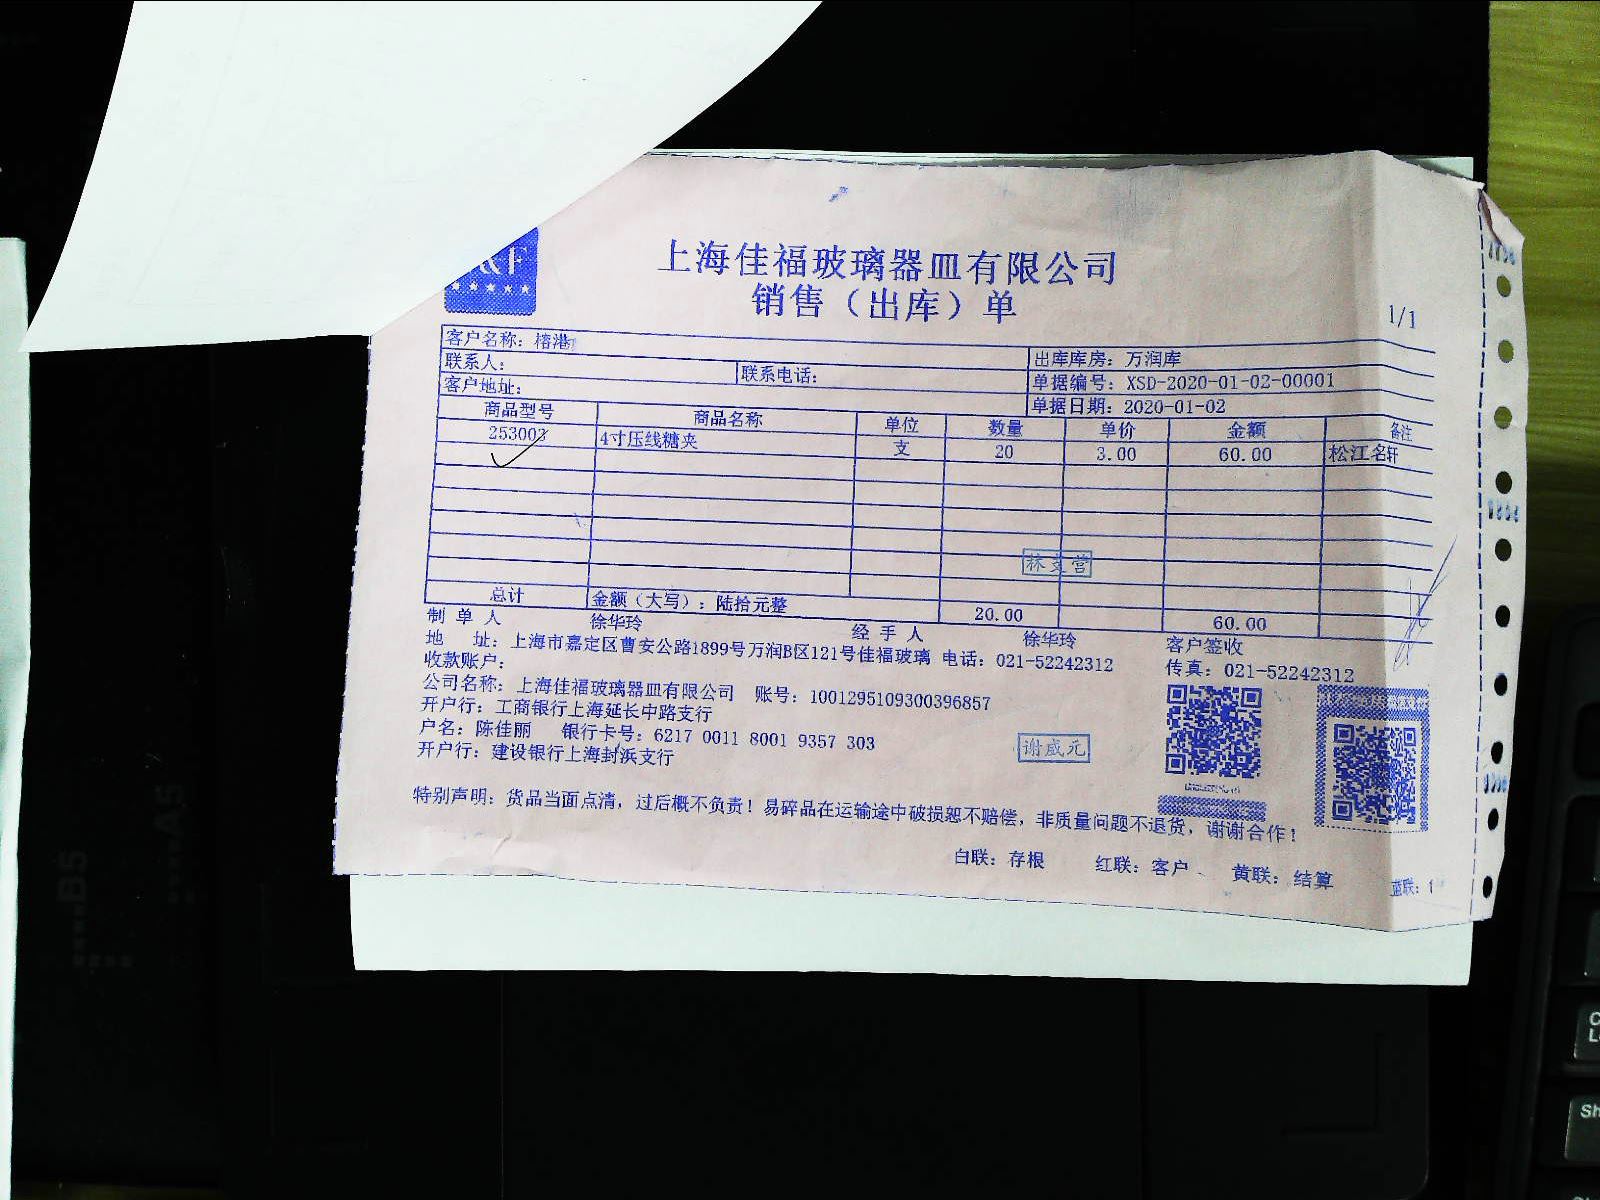 &F
上海佳福玻璃器皿有限公司
销售（出库）单
1/1
客户名称：椿港
出库库房：万润库
联系人：
联系电话：
单据编号：XSD-2020-01-02-00001
客户地址：
单据日期：2020-01-02
商品型号 商品名称 单位 数量 单价 金额 备注
253003 4寸压线糖夹 支 20 3.00 60.00 松江名轩
林文营
总计 金额（大写）：陆拾元整 20.00 60.00
制单人 徐华玲 经手人 徐华玲 客户签收
地 址：上海市嘉定区曹安公路1899号万润B区121号佳福玻璃 电话：021-52242312 传真：021-52242312
收款账户：
公司名称：上海佳福玻璃器皿有限公司 账号：1001295109300396857
开户行：工商银行上海延长中路支行
户名：陈佳丽 银行卡号：6217 0011 8001 9357 303
开户行：建设银行上海封浜支行
谢威元
特别声明：货品当面点清，过后概不负责！易碎品在运输途中破损恕不赔偿，非质量问题不退货，谢谢合作！
白联：存根 红联：客户 黄联：结算 蓝联：
B5
A5
Sh